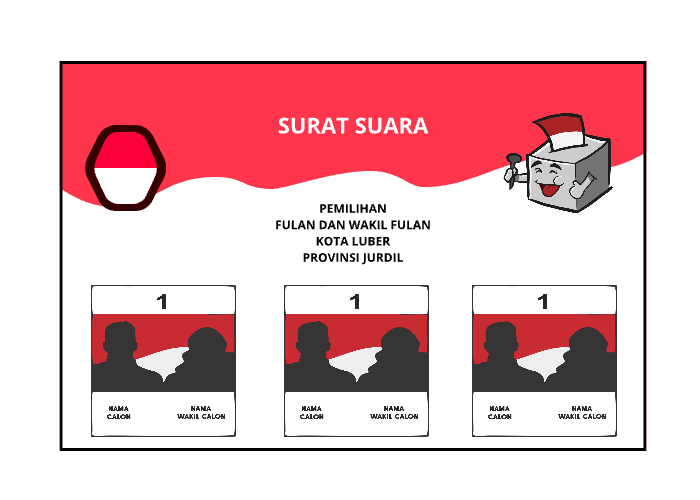 SURAT SUARA
PEMILIHAN
FULAN DAN WAKIL FULAN
KOTA LUBER
PROVINSI JURDIL
1
NAMA CALON
NAMA WAKIL CALON
1
NAMA CALON
NAMA WAKIL CALON
1
NAMA CALON
NAMA WAKIL CALON